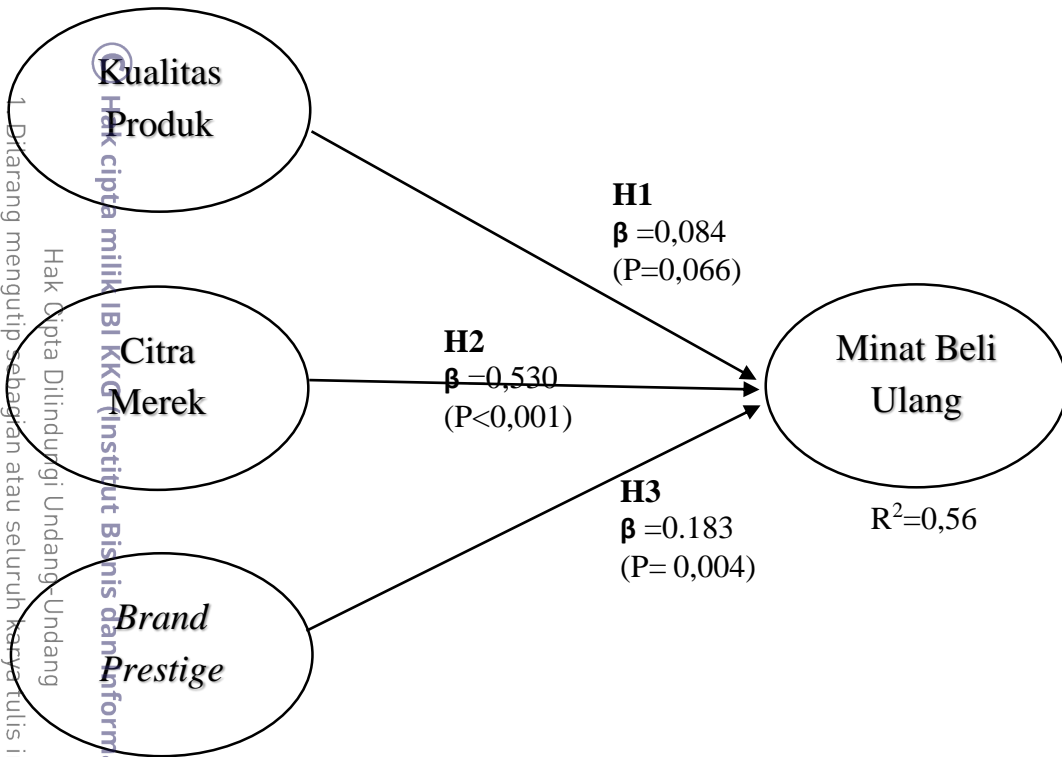 Kualitas
Produk
H1
β =0,084
(P=0,066)
Citra
Merek
H2
β =0,530
(P<0,001)
Minat Beli
Ulang
R²=0,56
Brand
Prestige
H3
β =0.183
(P= 0,004)
© Hak cipta milik IBI KKG (Institut Bisnis dan Inform
Hak Cipta Dilindungi Undang-Undang
1. Dilarang mengutip sebagian atau seluruh karya tulis i